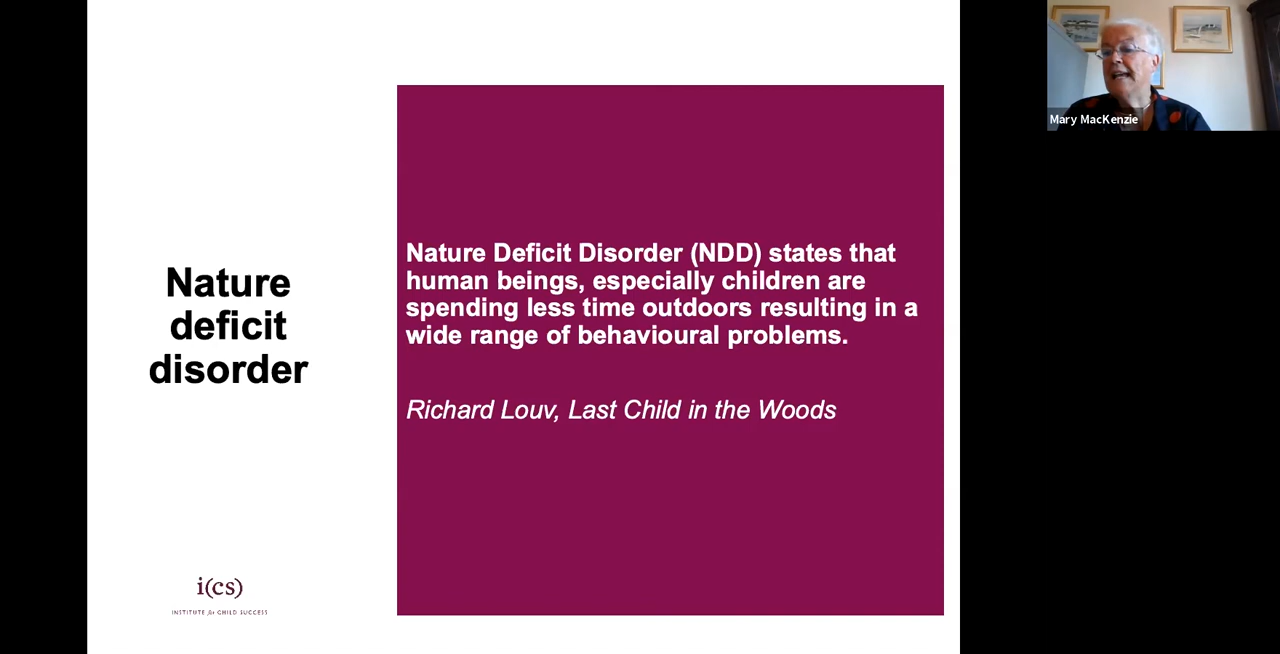 Nature
deficit
disorder
Nature Deficit Disorder (NDD) states that
human beings, especially children are
spending less time outdoors resulting in a
wide range of behavioural problems.
Richard Louv, Last Child in the Woods
i(cs)
INSTITUTE for CHILD SUCCESS
Mary MacKenzie